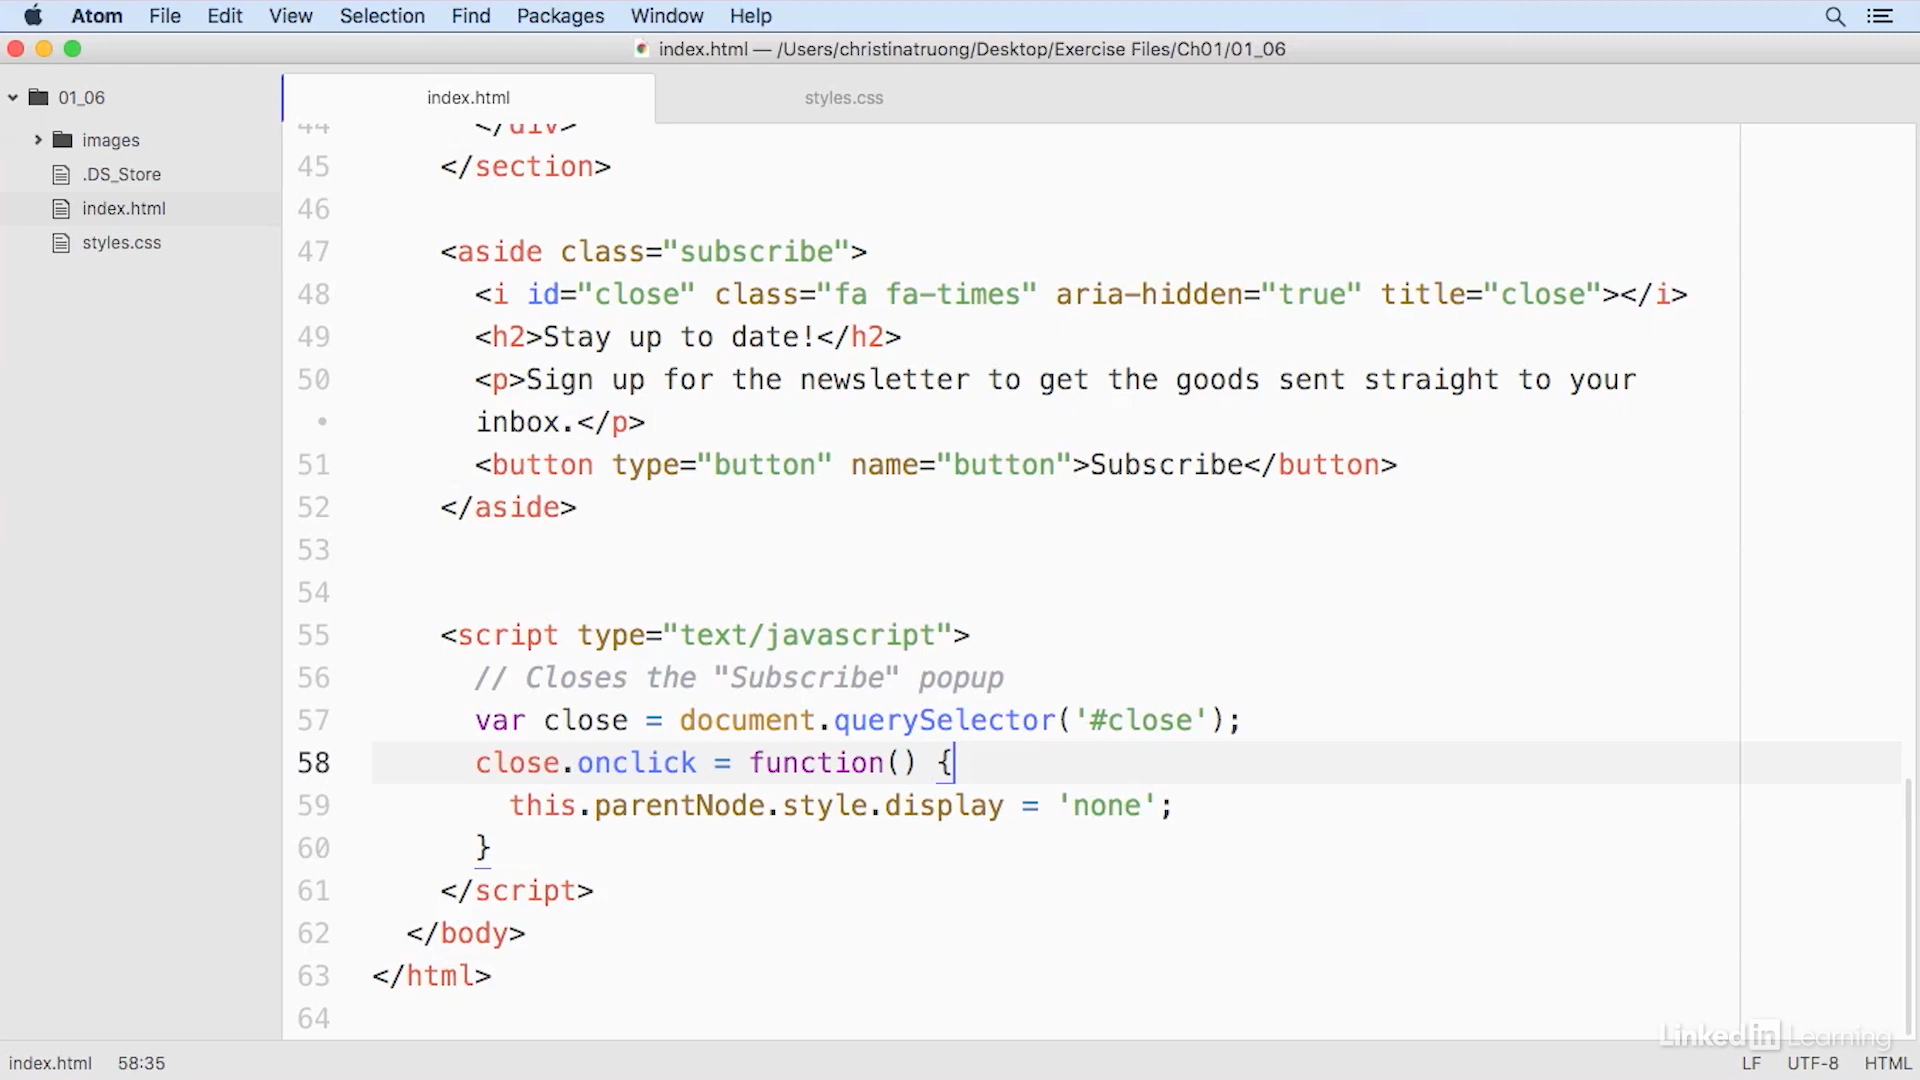 Atom File Edit View Selection Find Packages Window Help
index.html — /Users/christinatruong/Desktop/Exercise Files/Ch01/01_06
01_06
images
.DS_Store
index.html
styles.css
index.html styles.css
44 </div>
45 </section>
46
47 <aside class="subscribe">
48 <i id="close" class="fa fa-times" aria-hidden="true" title="close"></i>
49 <h2>Stay up to date!</h2>
50 <p>Sign up for the newsletter to get the goods sent straight to your
• inbox.</p>
51 <button type="button" name="button">Subscribe</button>
52 </aside>
53
54
55 <script type="text/javascript">
56 // Closes the "Subscribe" popup
57 var close = document.querySelector('#close');
58 close.onclick = function() {
59 this.parentNode.style.display = 'none';
60 }
61 </script>
62 </body>
63 </html>
64
Linked in Learning
index.html 58:35 LF UTF-8 HTML